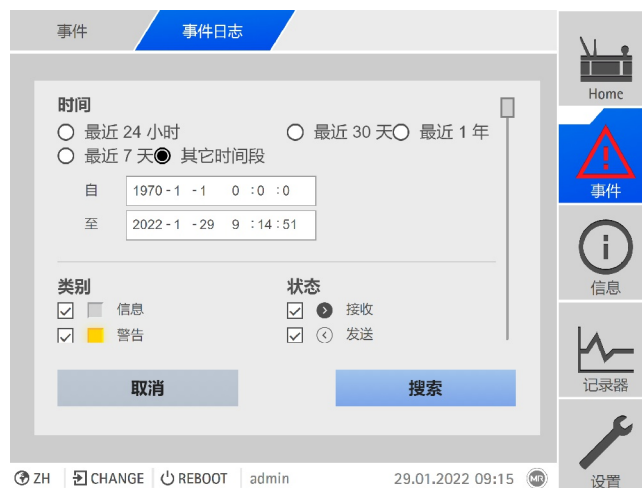 事件 事件日志
时间
最近 24 小时 最近 30 天 最近 1 年
最近 7 天 其它时间段
自 1970-1 -1 0 :0 :0
至 2022-1 -29 9 :14:51
类别 状态
信息 接收
警告 发送
取消 搜索
Home
事件
信息
记录器
设置
ZH CHANGE REBOOT admin 29.01.2022 09:15 MR